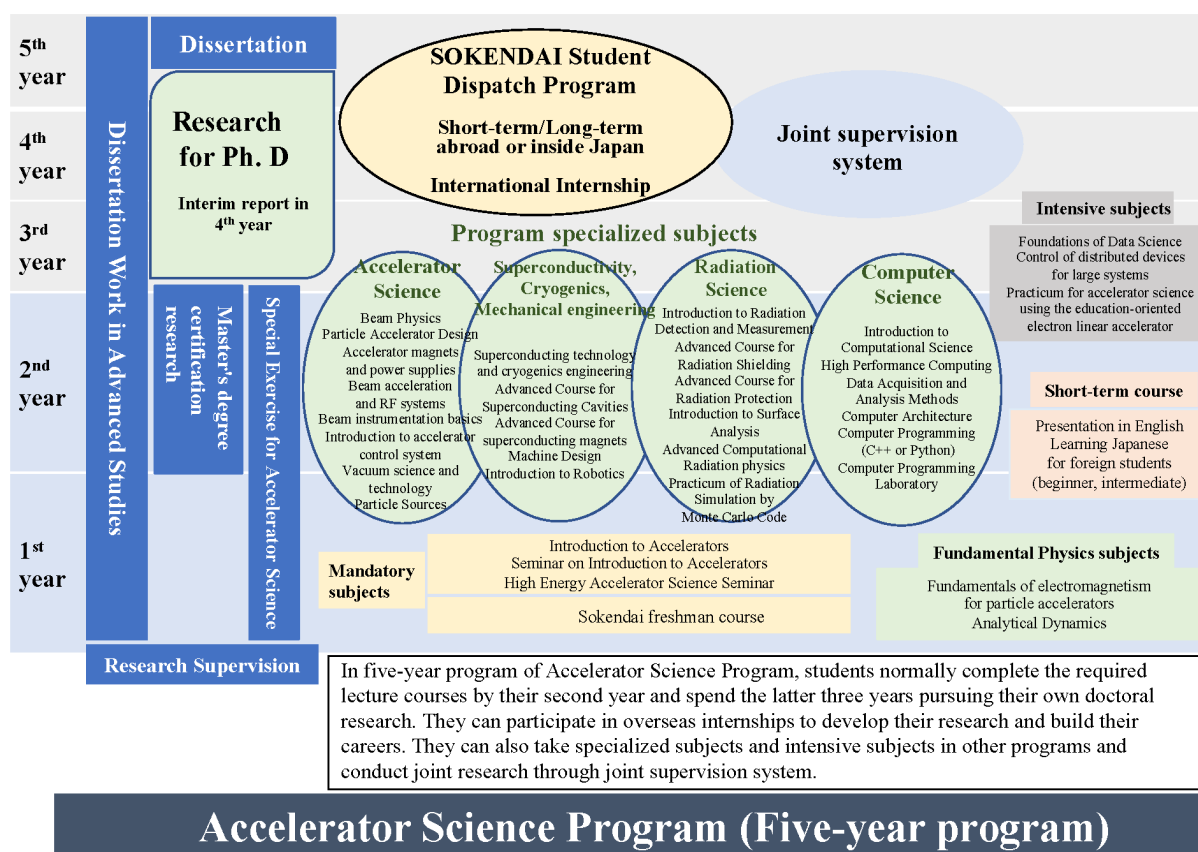 5th
year
4th
year
3rd
year
2nd
year
1st
year
Dissertation Work in Advanced Studies
Dissertation
Research
for Ph. D
Interim report in
4th year
Master's degree
certification
research
Special Exercise for Accelerator Science
Research Supervision
SOKENDAI Student
Dispatch Program
Short-term/Long-term
abroad or inside Japan
International Internship
Joint supervision
system
Program specialized subjects
Accelerator
Science
Beam Physics
Particle Accelerator Design
Accelerator magnets
and power supplies
Beam acceleration
and RF systems
Beam instrumentation basics
Introduction to accelerator
control system
Vacuum science and
technology
Particle Sources
Superconductivity,
Cryogenics,
Mechanical engineering
Superconducting technology
and cryogenics engineering
Advanced Course for
Superconducting Cavities
Advanced Course for
superconducting magnets
Machine Design
Introduction to Robotics
Radiation
Science
Introduction to Radiation
Detection and Measurement
Advanced Course for
Radiation Shielding
Advanced Course for
Radiation Protection
Introduction to Surface
Analysis
Advanced Computational
Radiation physics
Practicum of Radiation
Simulation by
Monte Carlo Code
Computer
Science
Introduction to
Computational Science
High Performance Computing
Data Acquisition and
Analysis Methods
Computer Architecture
Computer Programming
(C++ or Python)
Computer Programming
Laboratory
Intensive subjects
Foundations of Data Science
Control of distributed devices
for large systems
Practicum for accelerator science
using the education-oriented
electron linear accelerator
Short-term course
Presentation in English
Learning Japanese
for foreign students
(beginner, intermediate)
Mandatory
subjects
Introduction to Accelerators
Seminar on Introduction to Accelerators
High Energy Accelerator Science Seminar
Sokendai freshman course
Fundamental Physics subjects
Fundamentals of electromagnetism
for particle accelerators
Analytical Dynamics
In five-year program of Accelerator Science Program, students normally complete the required
lecture courses by their second year and spend the latter three years pursuing their own doctoral
research. They can participate in overseas internships to develop their research and build their
careers. They can also take specialized subjects and intensive subjects in other programs and
conduct joint research through joint supervision system.
Accelerator Science Program (Five-year program)